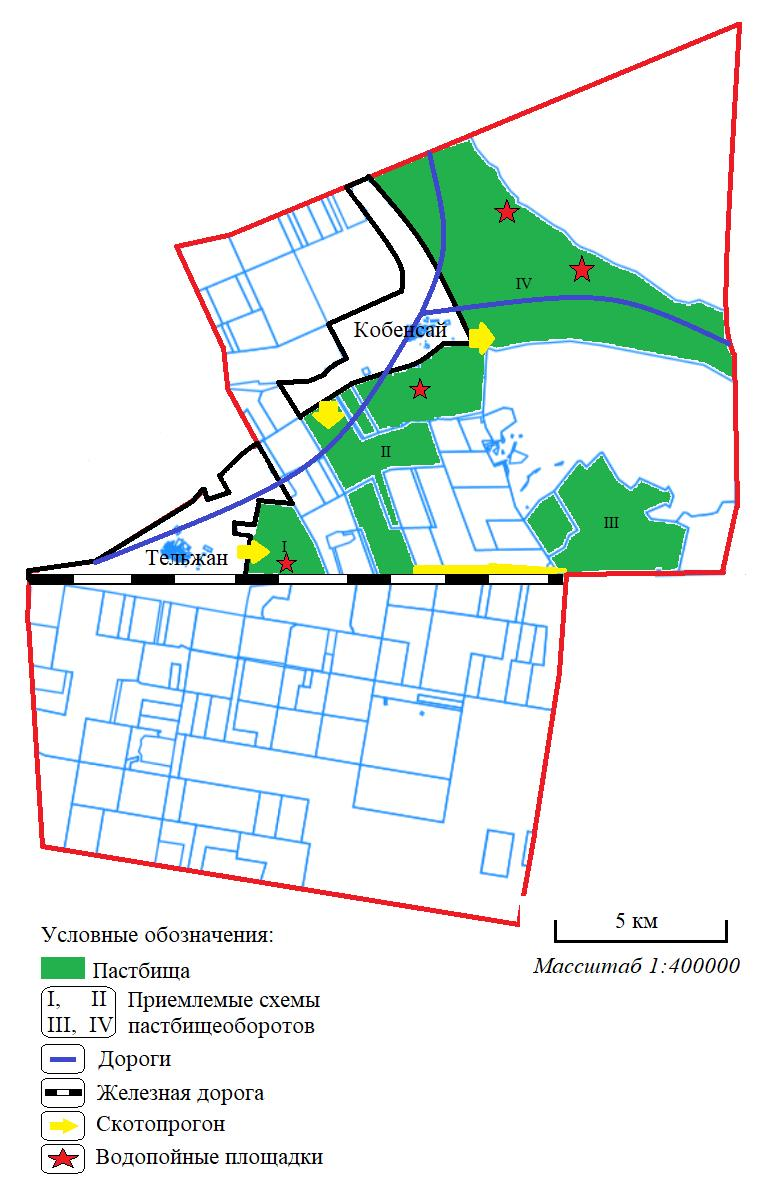 IV
Кобенсай
II
III
I
Тельжан
5 км
Условные обозначения:
Масштаб 1:400000
Пастбища
I, II
III, IV
Приемлемые схемы
пастбищеоборотов
Дороги
Железная дорога
Скотопрогон
Водопойные площадки